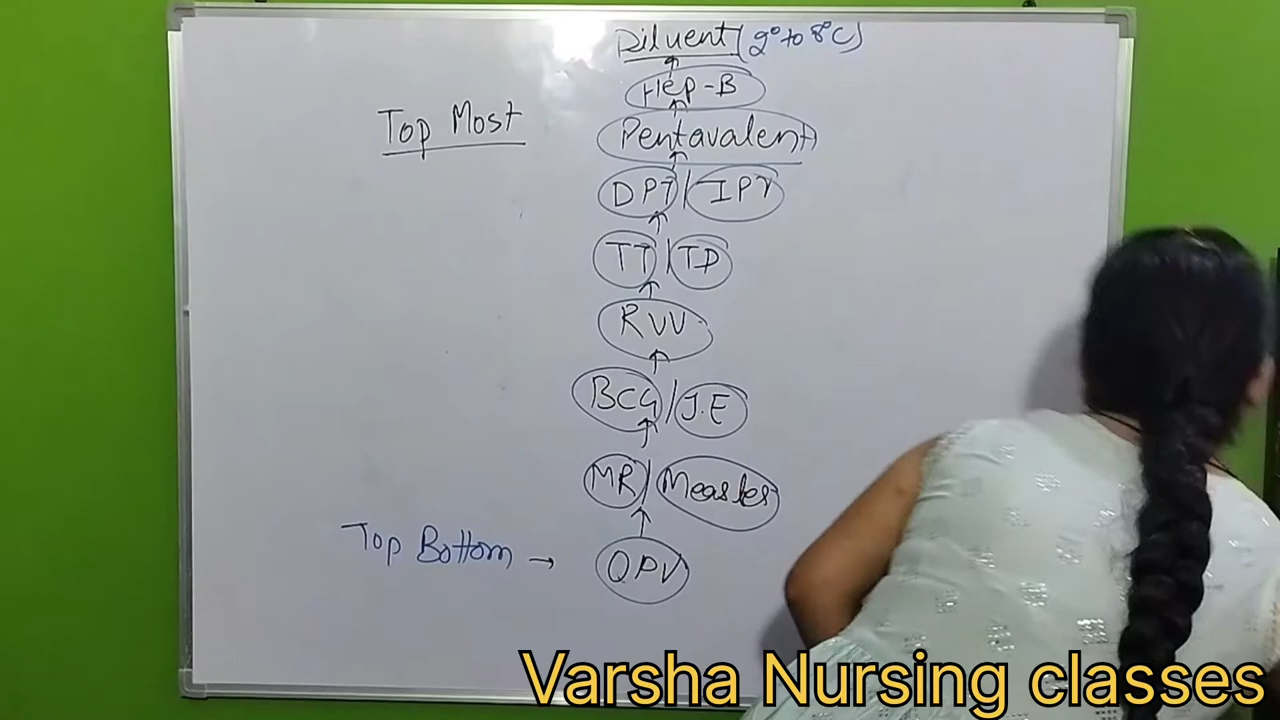 Diluent (2° to 8°C)
Hep-B
Top Most
Pentavalent
DPT / IPV
TT / TD
RVV
BCG / J.E
MR / Measles
Top Bottom →
OPV
Varsha Nursing classes